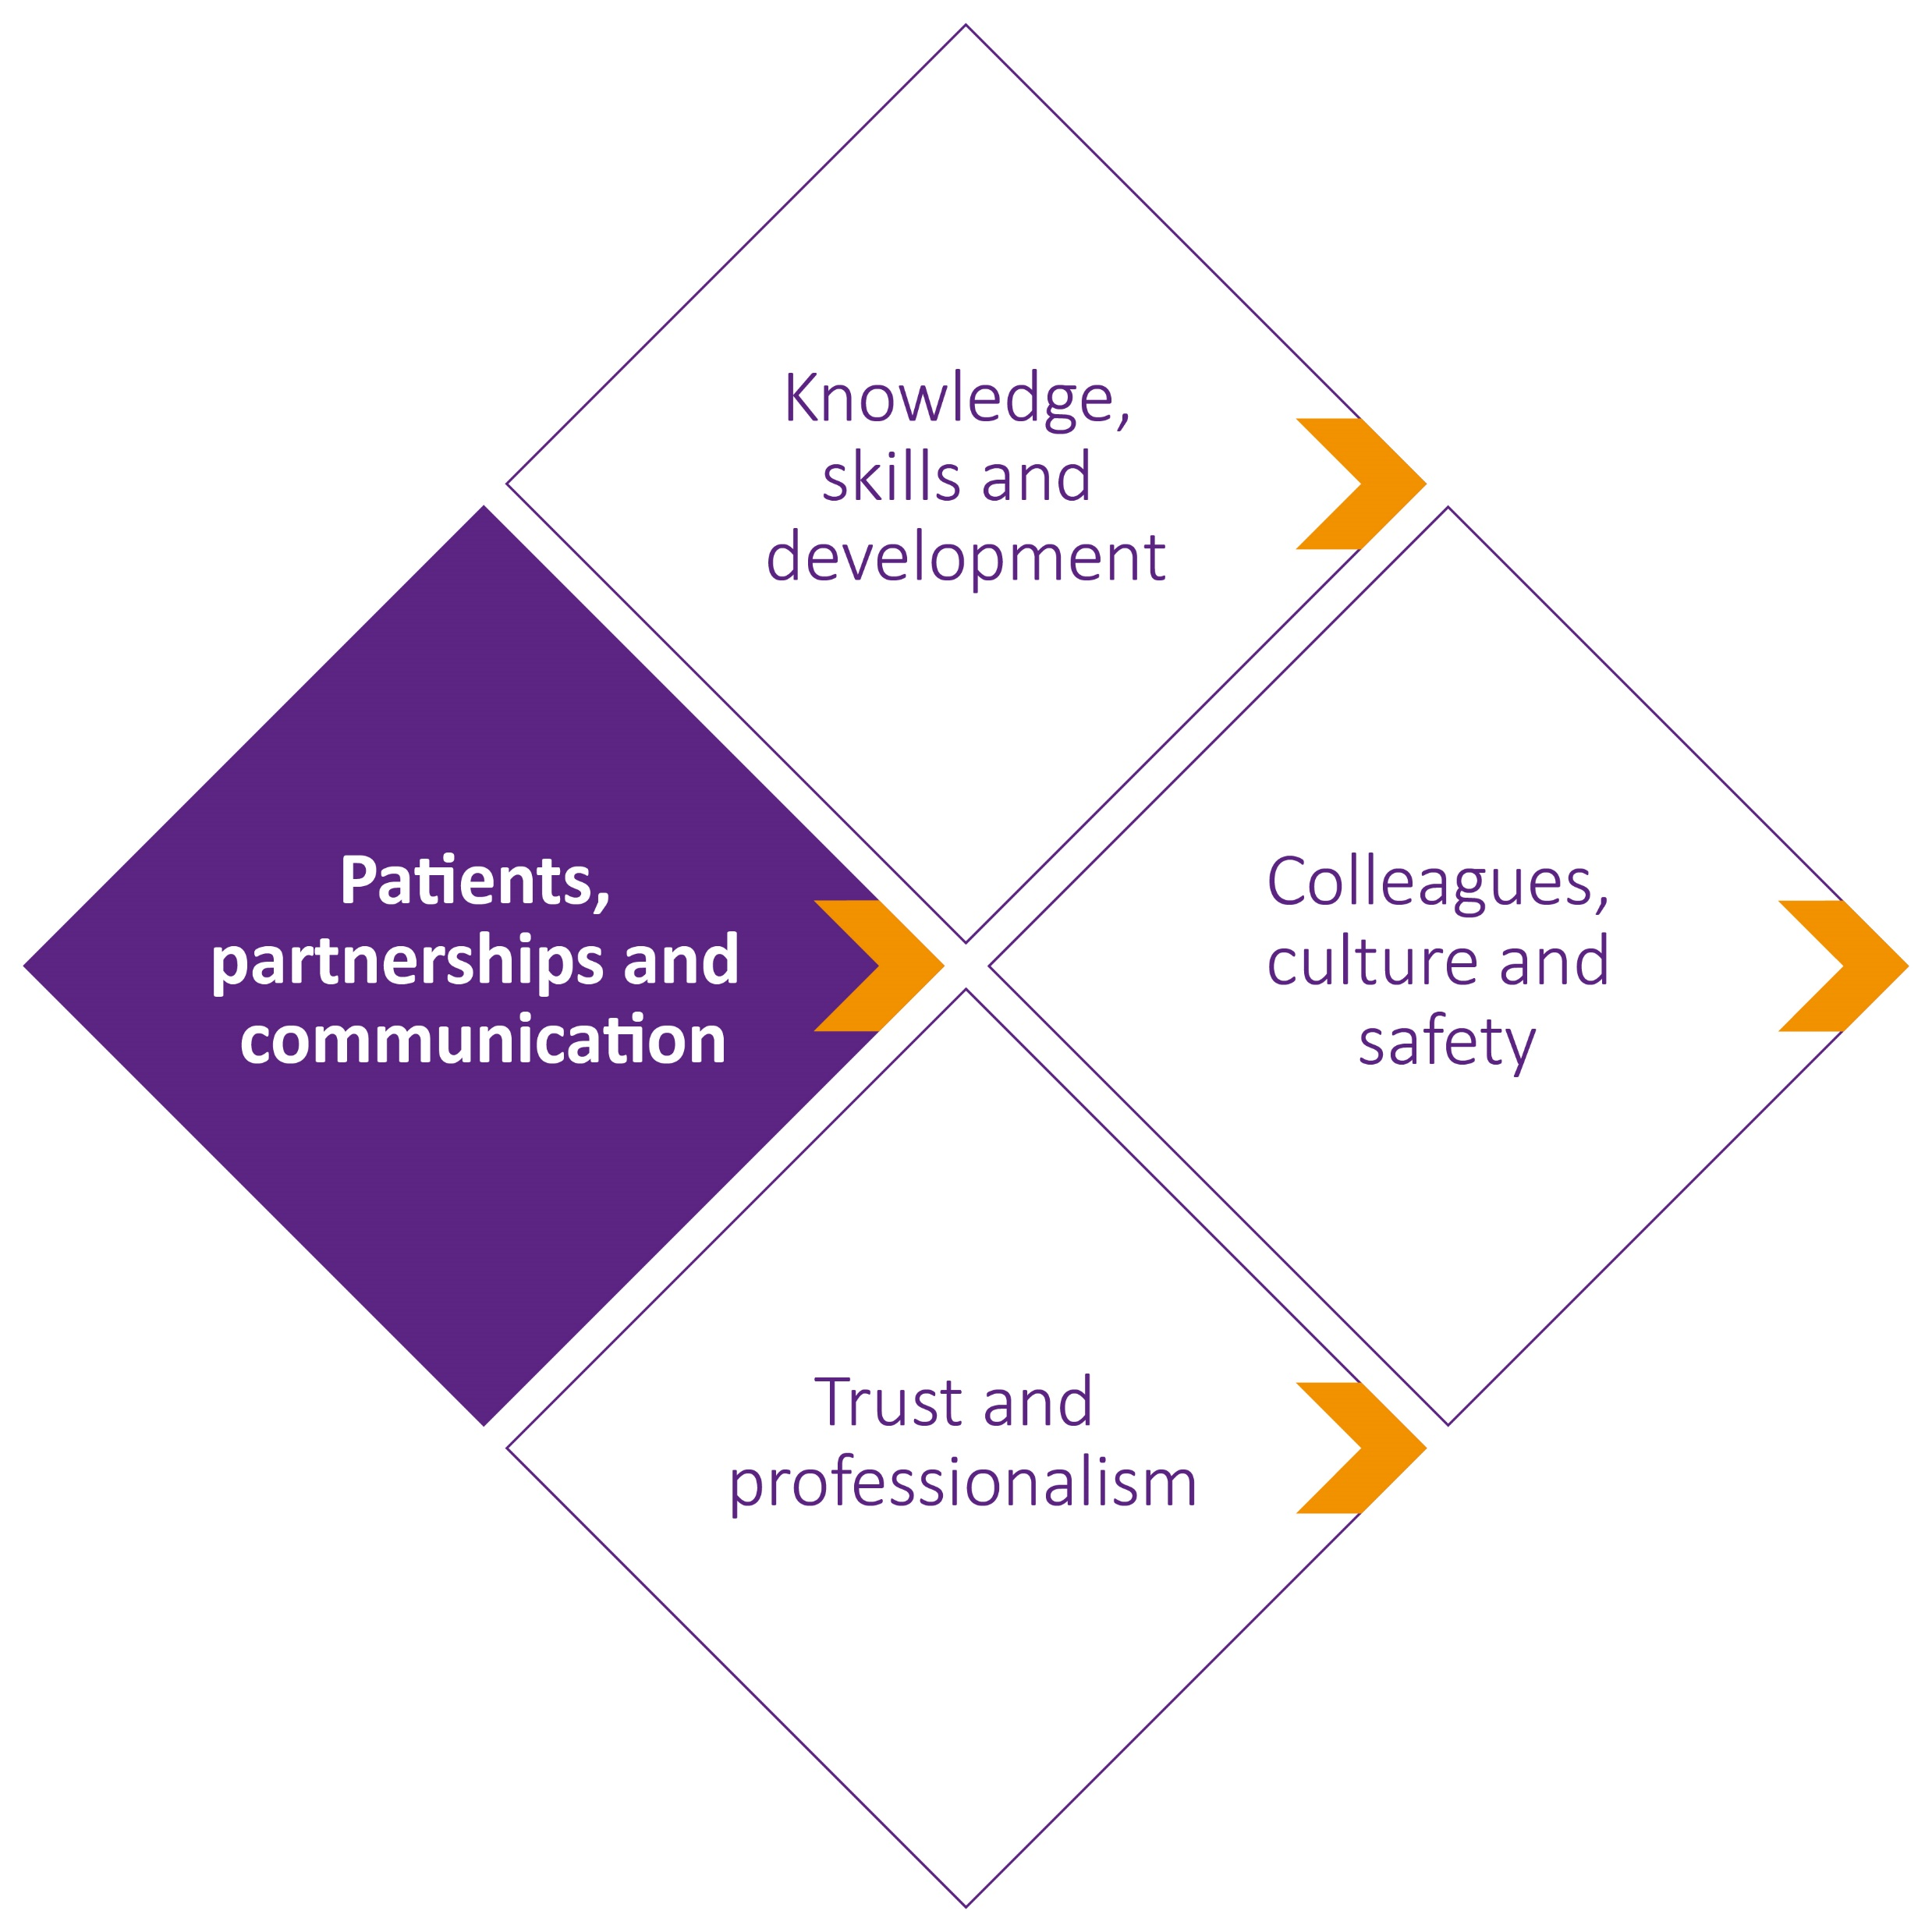 Knowledge,
skills and
development
Patients,
partnerships and
communication
Colleagues,
culture and
safety
Trust and
professionalism